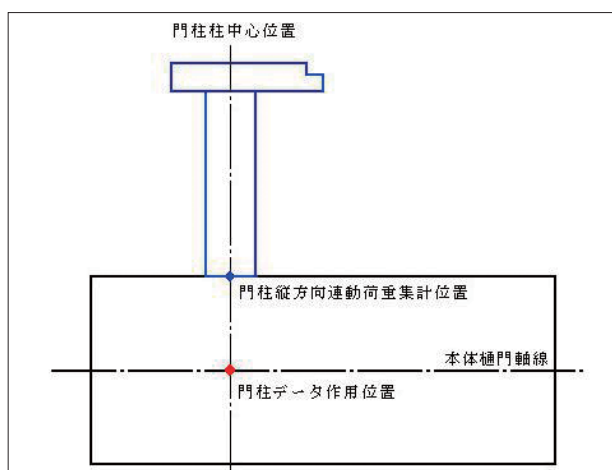 門柱柱中心位置
門柱縦方向連動荷重集計位置
本体樋門軸線
門柱データ作用位置